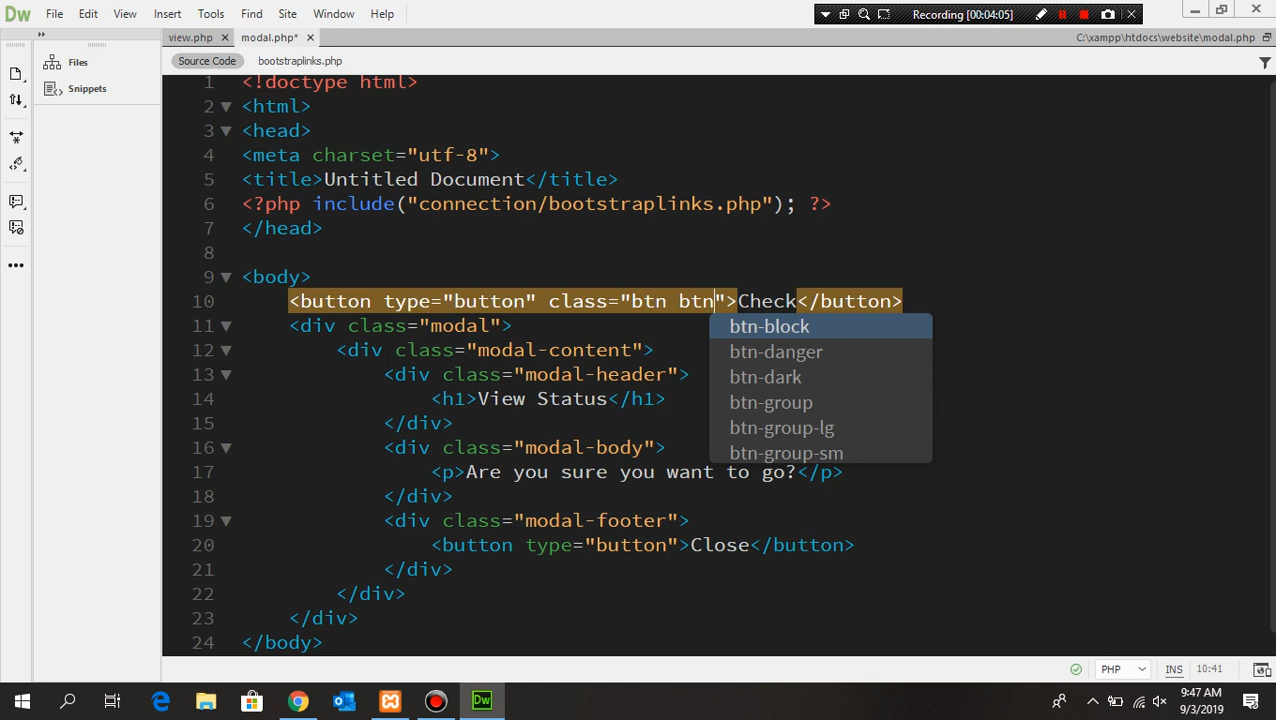 Dw File Edit View Insert Tools Find Site Window Help
Recording [00:04:05]
view.php modal.php*
C:\xampp\htdocs\website\modal.php
Source Code bootstraplinks.php
Files
Snippets
1 <!doctype html>
2 <html>
3 <head>
4 <meta charset="utf-8">
5 <title>Untitled Document</title>
6 <?php include("connection/bootstraplinks.php"); ?>
7 </head>
8
9 <body>
10 <button type="button" class="btn btn">Check</button>
11 <div class="modal">
12 <div class="modal-content">
13 <div class="modal-header">
14 <h1>View Status</h1>
15 </div>
16 <div class="modal-body">
17 <p>Are you sure you want to go?</p>
18 </div>
19 <div class="modal-footer">
20 <button type="button">Close</button>
21 </div>
22 </div>
23 </div>
24 </body>
btn-block
btn-danger
btn-dark
btn-group
btn-group-lg
btn-group-sm
PHP INS 10:41
Dw
9:47 AM
9/3/2019